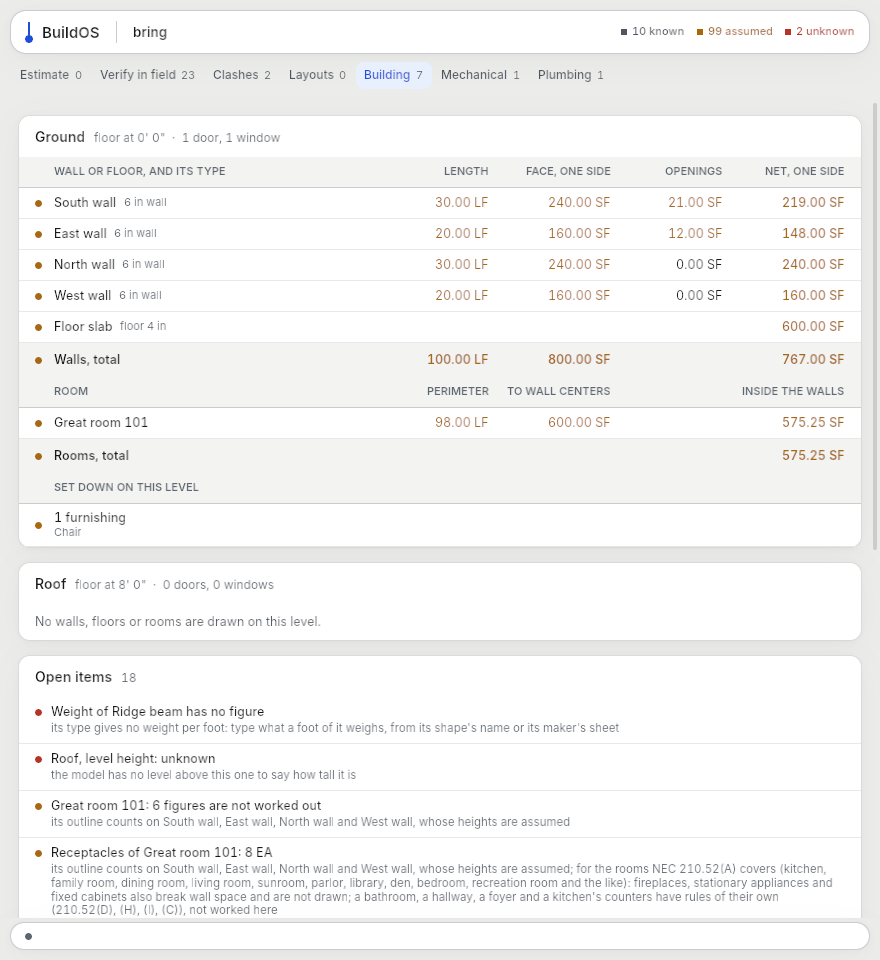 BuildOS bring 10 known 99 assumed 2 unknown
Estimate 0 Verify in field 23 Clashes 2 Layouts 0 Building 7 Mechanical 1 Plumbing 1
Ground floor at 0' 0" · 1 door, 1 window
WALL OR FLOOR, AND ITS TYPE LENGTH FACE, ONE SIDE OPENINGS NET, ONE SIDE
South wall 6 in wall 30.00 LF 240.00 SF 21.00 SF 219.00 SF
East wall 6 in wall 20.00 LF 160.00 SF 12.00 SF 148.00 SF
North wall 6 in wall 30.00 LF 240.00 SF 0.00 SF 240.00 SF
West wall 6 in wall 20.00 LF 160.00 SF 0.00 SF 160.00 SF
Floor slab floor 4 in 600.00 SF
Walls, total 100.00 LF 800.00 SF 767.00 SF
ROOM PERIMETER TO WALL CENTERS INSIDE THE WALLS
Great room 101 98.00 LF 600.00 SF 575.25 SF
Rooms, total 575.25 SF
SET DOWN ON THIS LEVEL
1 furnishing
Chair
Roof floor at 8' 0" · 0 doors, 0 windows
No walls, floors or rooms are drawn on this level.
Open items 18
Weight of Ridge beam has no figure
its type gives no weight per foot: type what a foot of it weighs, from its shape's name or its maker's sheet
Roof, level height: unknown
the model has no level above this one to say how tall it is
Great room 101: 6 figures are not worked out
its outline counts on South wall, East wall, North wall and West wall, whose heights are assumed
Receptacles of Great room 101: 8 EA
its outline counts on South wall, East wall, North wall and West wall, whose heights are assumed; for the rooms NEC 210.52(A) covers (kitchen,
family room, dining room, living room, sunroom, parlor, library, den, bedroom, recreation room and the like): fireplaces, stationary appliances and
fixed cabinets also break wall space and are not drawn; a bathroom, a hallway, a foyer and a kitchen's counters have rules of their own
(210.52(D), (H), (I), (C)), not worked here